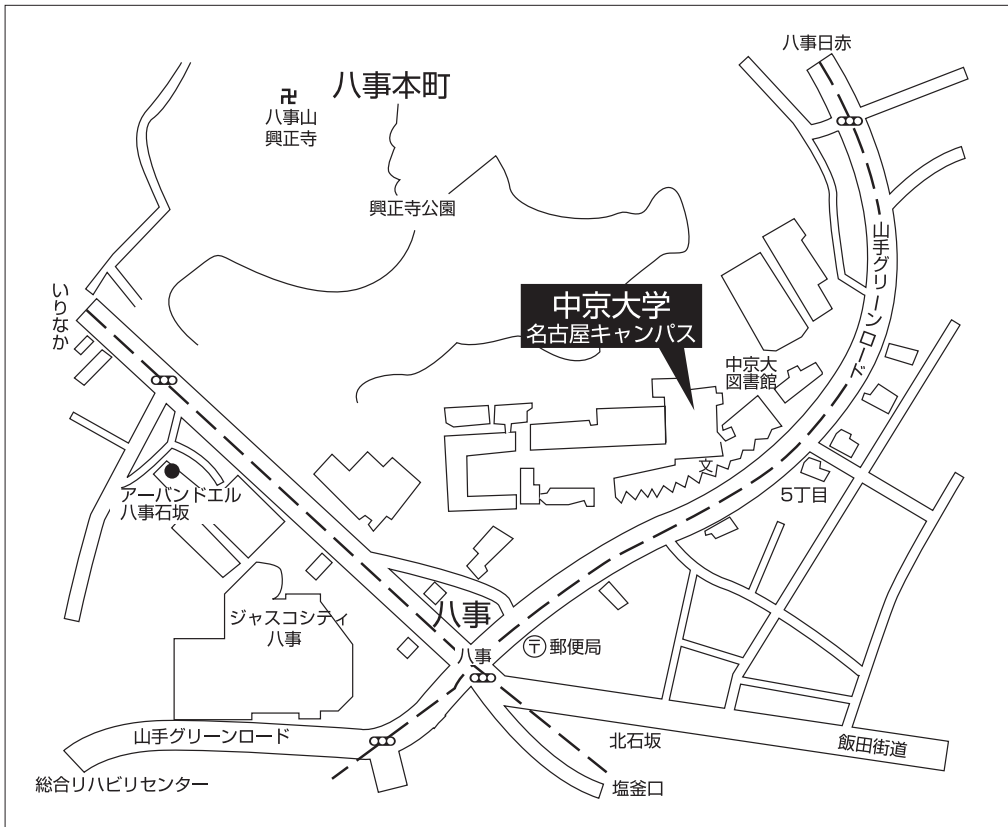 八事日赤
八事本町
卍
八事山
興正寺
興正寺公園
山手グリーンロード
いりなか
中京大学
名古屋キャンパス
中京大
図書館
文
アーバンドエル
八事石坂
5丁目
ジャスコシティ
八事
八事
八事
〒郵便局
山手グリーンロード
北石坂
飯田街道
総合リハビリセンター
塩釜口